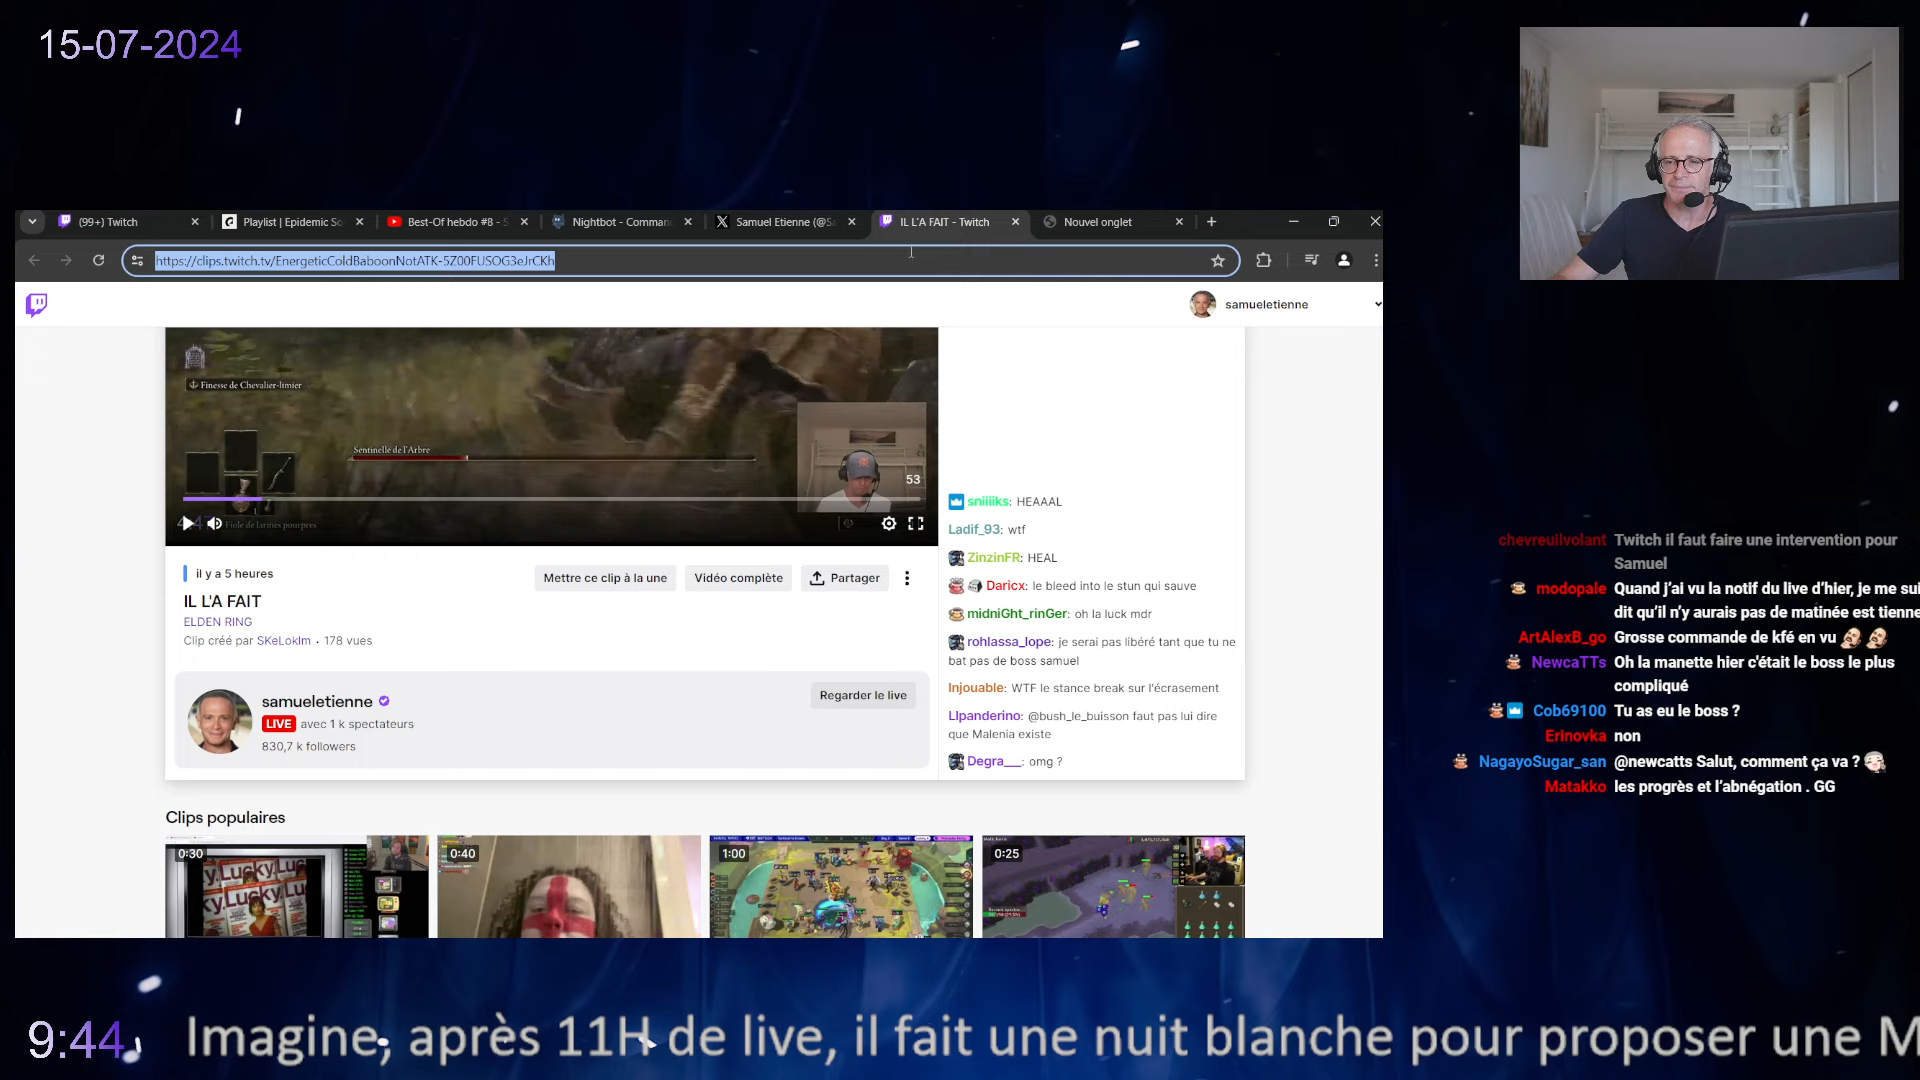 15-07-2024
(99+) Twitch
Playlist | Epidemic So
Best-Of hebdo #8 - S
Nightbot - Comman
Samuel Etienne (@Sa
IL L'A FAIT - Twitch
Nouvel onglet
https://clips.twitch.tv/EnergeticColdBaboonNotATK-5Z00FUSOG3eJrCKh
samueletienne
Finesse de Chevalier-limier
Sentinelle de l'Arbre
53
Fiole de larmes pourpres
il y a 5 heures
Mettre ce clip à la une
Vidéo complète
Partager
IL L'A FAIT
ELDEN RING
Clip créé par SKeLokIm • 178 vues
samueletienne
LIVE avec 1 k spectateurs
830,7 k followers
Regarder le live
sniiiiks: HEAAAL
Ladif_93: wtf
ZinzinFR: HEAL
Daricx: le bleed into le stun qui sauve
midniGht_rinGer: oh la luck mdr
rohlassa_lope: je serai pas libéré tant que tu ne
bat pas de boss samuel
Injouable: WTF le stance break sur l'écrasement
Llpanderino: @bush_le_buisson faut pas lui dire
que Malenia existe
Degra___: omg ?
Clips populaires
0:30
0:40
1:00
0:25
chevreuilvolant Twitch il faut faire une intervention pour
Samuel
modopale Quand j'ai vu la notif du live d'hier, je me sui
dit qu'il n'y aurais pas de matinée est tienne
ArtAlexB_go Grosse commande de kfé en vu
NewcaTTs Oh la manette hier c'était le boss le plus
compliqué
Cob69100 Tu as eu le boss ?
Erinovka non
NagayoSugar_san @newcatts Salut, comment ça va ?
Matakko les progrès et l'abnégation . GG
9:44
Imagine, après 11H de live, il fait une nuit blanche pour proposer une M